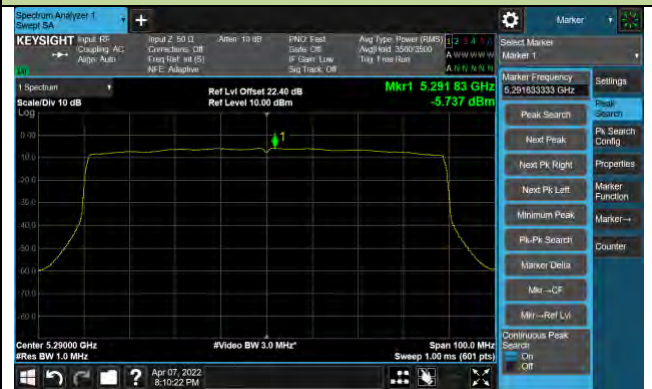 Spectrum Analyzer 1
Swept SA
+
Marker
KEYSIGHT
Input: RF
Coupling: AC
Align: Auto
Input Z: 50 Ω
Corrections: Off
Freq Ref: Int (S)
NFE: Adaptive
Atten: 10 dB
PNO: Fast
Gate: Off
IF Gain: Low
Sig Track: Off
Avg Type: Power (RMS)
Avg|Hold: 3500/3500
Trig: Free Run
1 2 3 4 5 6
A W W W W W
A N N N N N
Select Marker
Marker 1
1 Spectrum
Scale/Div 10 dB
Log
Ref Lvl Offset 22.40 dB
Ref Level 10.00 dBm
Mkr1 5.291 83 GHz
-5.737 dBm
1
0.00
-10.0
-20.0
-30.0
-40.0
-50.0
-60.0
-70.0
-80.0
Center 5.29000 GHz
#Res BW 1.0 MHz
#Video BW 3.0 MHz*
Span 100.0 MHz
Sweep 1.00 ms (601 pts)
Marker Frequency
5.291833333 GHz
Peak Search
Next Peak
Next Pk Right
Next Pk Left
Minimum Peak
Pk-Pk Search
Marker Delta
Mkr→CF
Mkr→Ref Lvl
Continuous Peak
Search
On
Off
Settings
Peak
Search
Pk Search
Config
Properties
Marker
Function
Marker→
Counter
?
Apr 07, 2022
8:10:22 PM